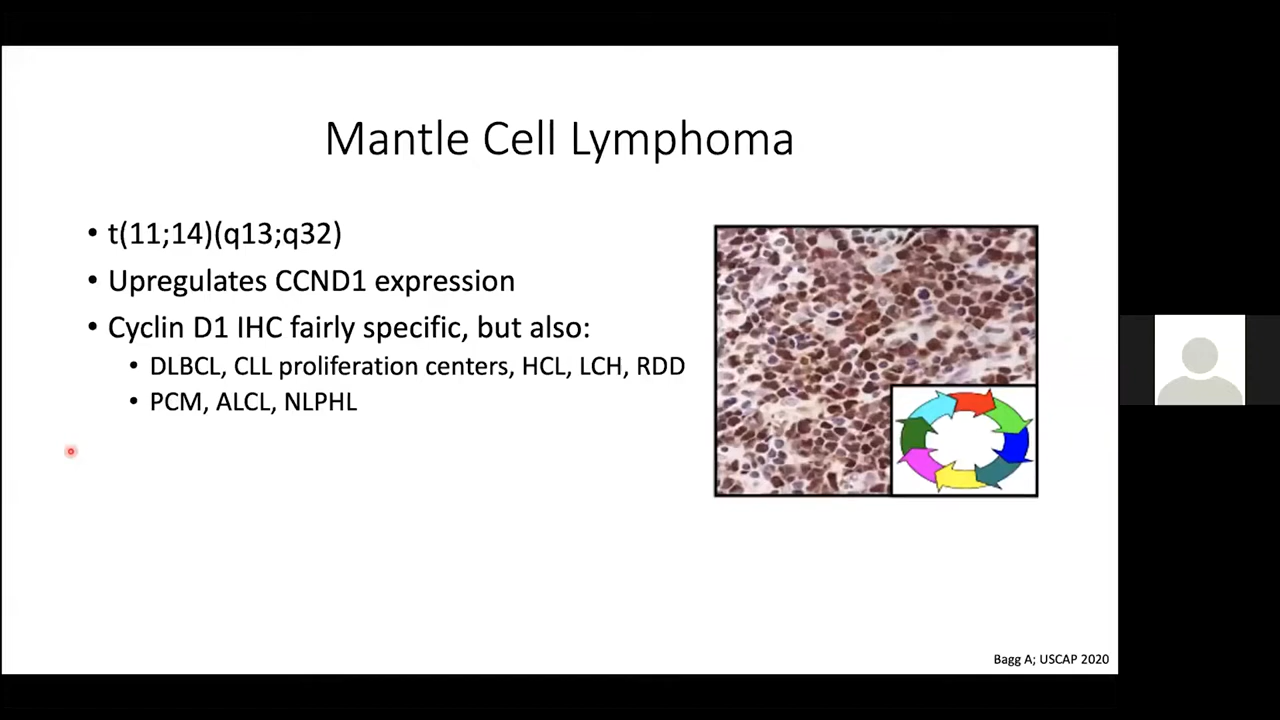 Mantle Cell Lymphoma
• t(11;14)(q13;q32)
• Upregulates CCND1 expression
• Cyclin D1 IHC fairly specific, but also:
• DLBCL, CLL proliferation centers, HCL, LCH, RDD
• PCM, ALCL, NLPHL
Bagg A; USCAP 2020